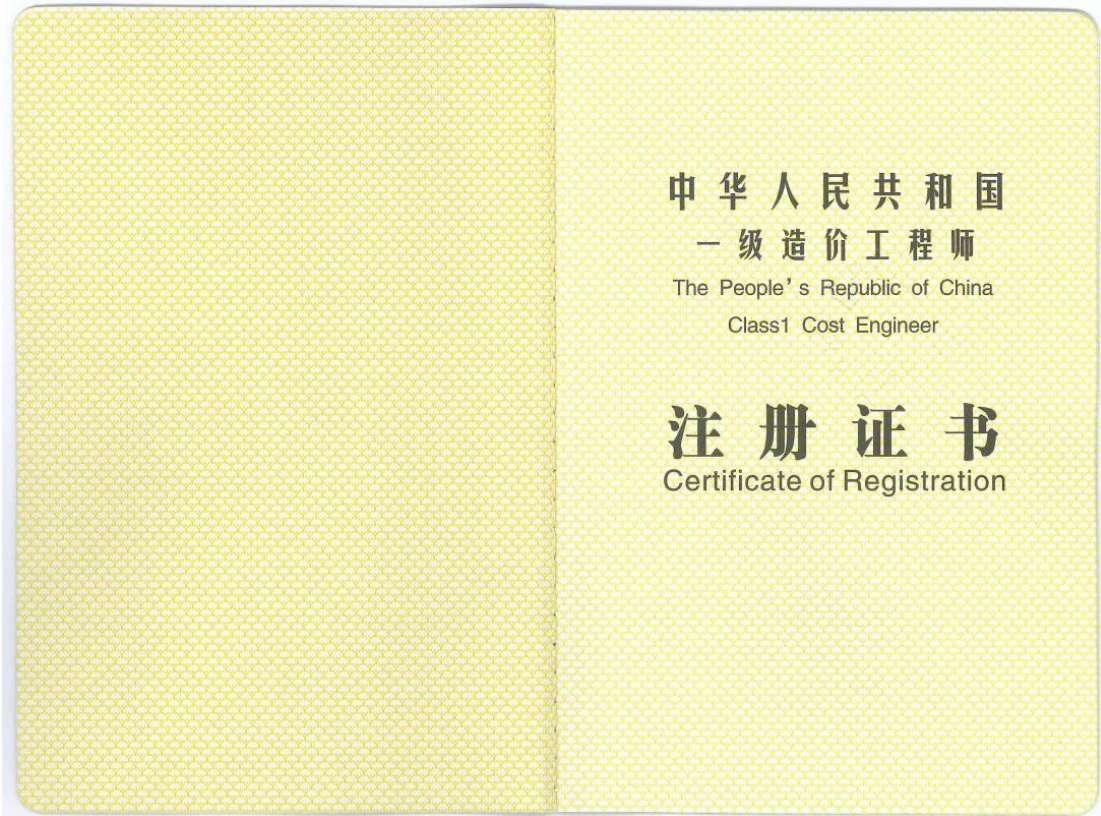 中华人民共和国
一级造价工程师
The People's Republic of China
Class1 Cost Engineer
注册证书
Certificate of Registration